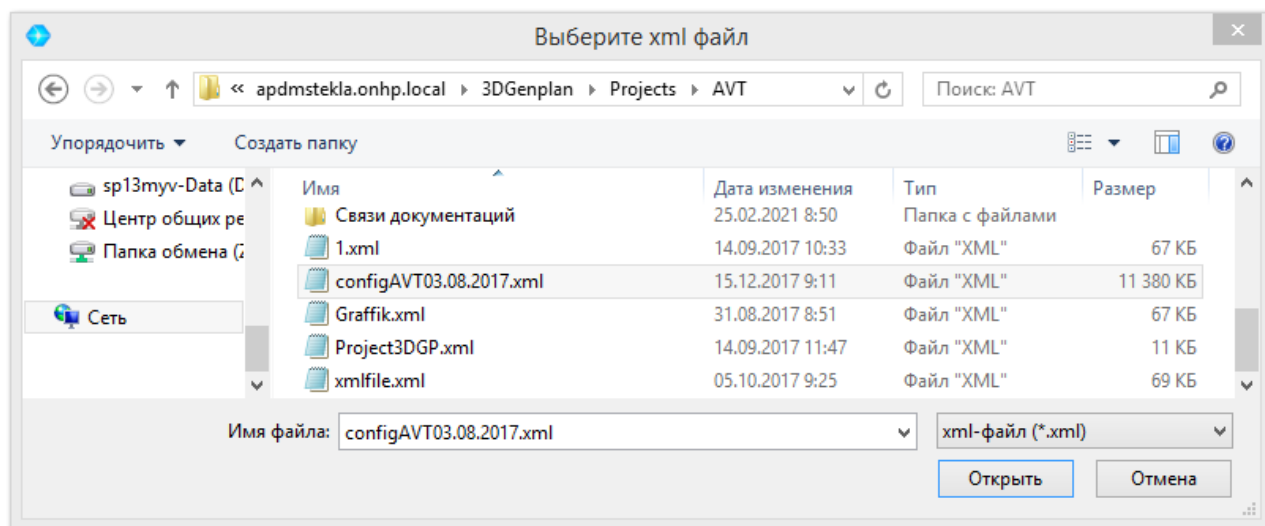 Выберите xml файл
« apdmstekla.onhp.local 3DGenplan Projects AVT Поиск: AVT
Упорядочить Создать папку
Имя Дата изменения Тип Размер
sp13myv-Data (D
Центр общих ре
Папка обмена (Z
Сеть
Связи документаций 25.02.2021 8:50 Папка с файлами
1.xml 14.09.2017 10:33 Файл "XML" 67 КБ
configAVT03.08.2017.xml 15.12.2017 9:11 Файл "XML" 11 380 КБ
Graffik.xml 31.08.2017 8:51 Файл "XML" 67 КБ
Project3DGP.xml 14.09.2017 11:47 Файл "XML" 11 КБ
xmlfile.xml 05.10.2017 9:25 Файл "XML" 69 КБ
Имя файла: configAVT03.08.2017.xml xml-файл (*.xml)
Открыть Отмена